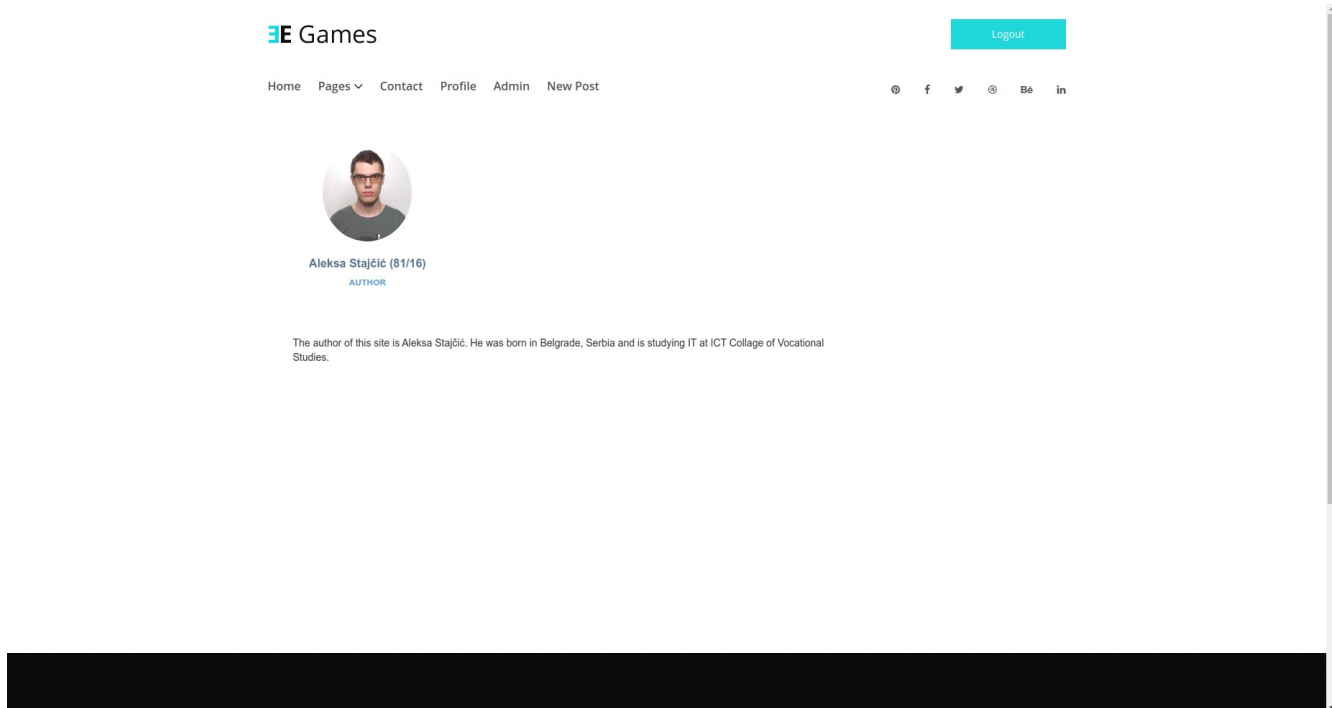 ƎE Games
Logout
Home Pages Contact Profile Admin New Post
Bē in
Aleksa Stajčić (81/16)
AUTHOR
The author of this site is Aleksa Stajčić. He was born in Belgrade, Serbia and is studying IT at ICT Collage of Vocational
Studies.